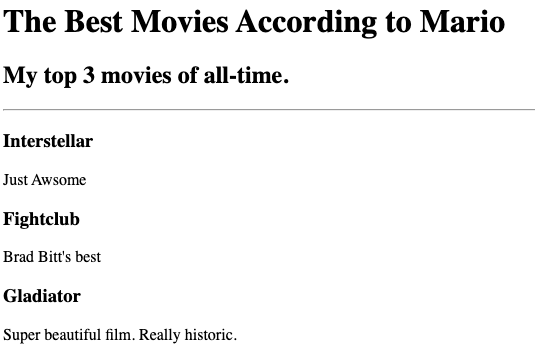 The Best Movies According to Mario
My top 3 movies of all-time.
Interstellar
Just Awsome
Fightclub
Brad Bitt's best
Gladiator
Super beautiful film. Really historic.